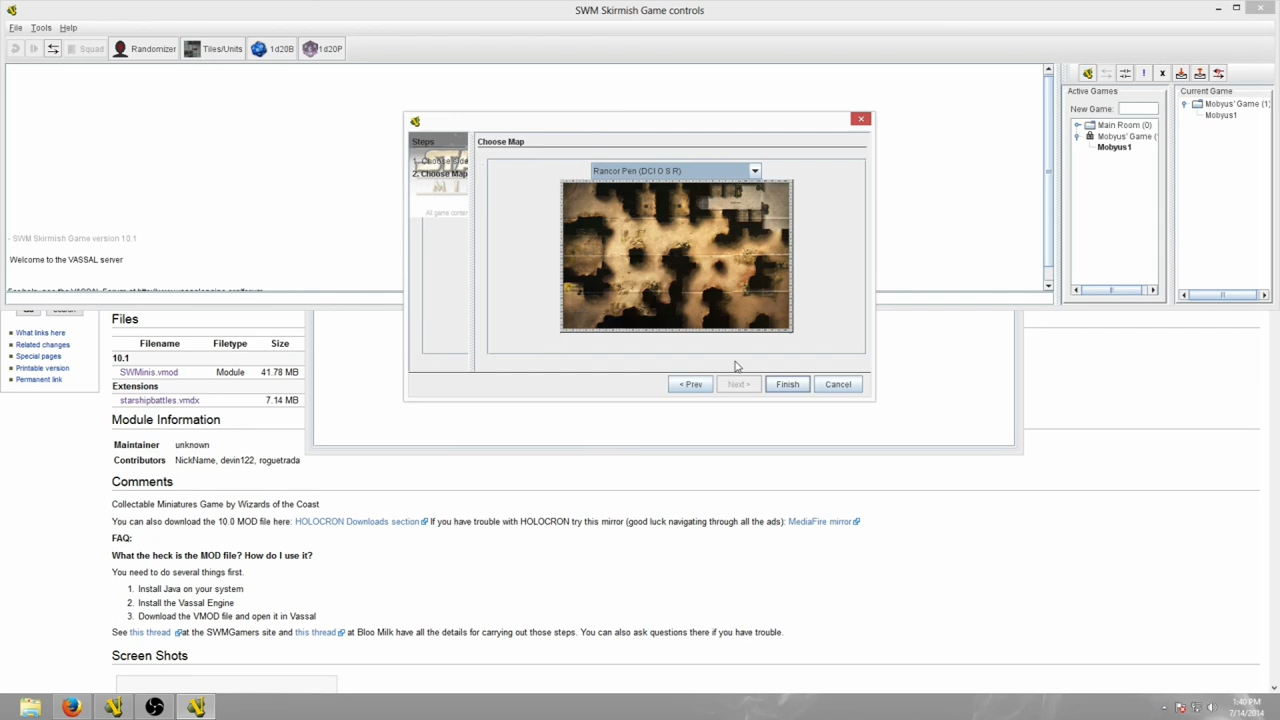 SWM Skirmish Game controls
File Tools Help
Squad Randomizer Tiles/Units 1d20B 1d20P
- SWM Skirmish Game version 10.1
Welcome to the VASSAL server
Active Games
New Game:
Main Room (0)
Mobyus' Game (
Mobyus1
Current Game
Mobyus' Game (1)
Mobyus1
Steps
2. Choose Map
All game conten
Choose Map
Rancor Pen (DCI O S R)
< Prev Next > Finish Cancel
What links here
Related changes
Special pages
Printable version
Permanent link
Files
Filename Filetype Size
10.1
SWMinis.vmod Module 41.78 MB
Extensions
starshipbattles.vmdx 7.14 MB
Module Information
Maintainer unknown
Contributors NickName, devin122, roguetrada
Comments
Collectable Miniatures Game by Wizards of the Coast
You can also download the 10.0 MOD file here: HOLOCRON Downloads section If you have trouble with HOLOCRON try this mirror (good luck navigating through all the ads): MediaFire mirror
FAQ:
What the heck is the MOD file? How do I use it?
You need to do several things first.
1. Install Java on your system
2. Install the Vassal Engine
3. Download the VMOD file and open it in Vassal
See this thread at the SWMGamers site and this thread at Bloo Milk have all the details for carrying out those steps. You can also ask questions there if you have trouble.
Screen Shots
1:40 PM
7/14/2014